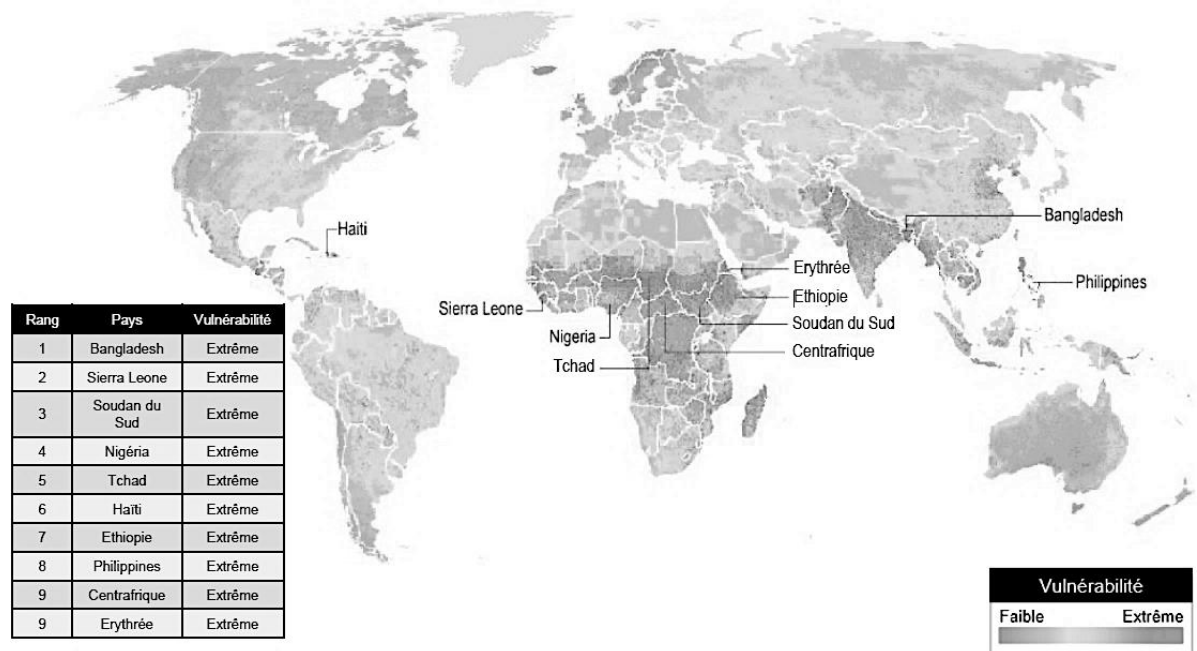 Haïti
Bangladesh
Erythrée
Philippines
Ethiopie
Sierra Leone
Soudan du Sud
Nigeria
Centrafrique
Tchad
Rang Pays Vulnérabilité
1 Bangladesh Extrême
2 Sierra Leone Extrême
3 Soudan du
Sud Extrême
4 Nigéria Extrême
5 Tchad Extrême
6 Haïti Extrême
7 Ethiopie Extrême
8 Philippines Extrême
9 Centrafrique Extrême
9 Erythrée Extrême
Vulnérabilité
Faible Extrême